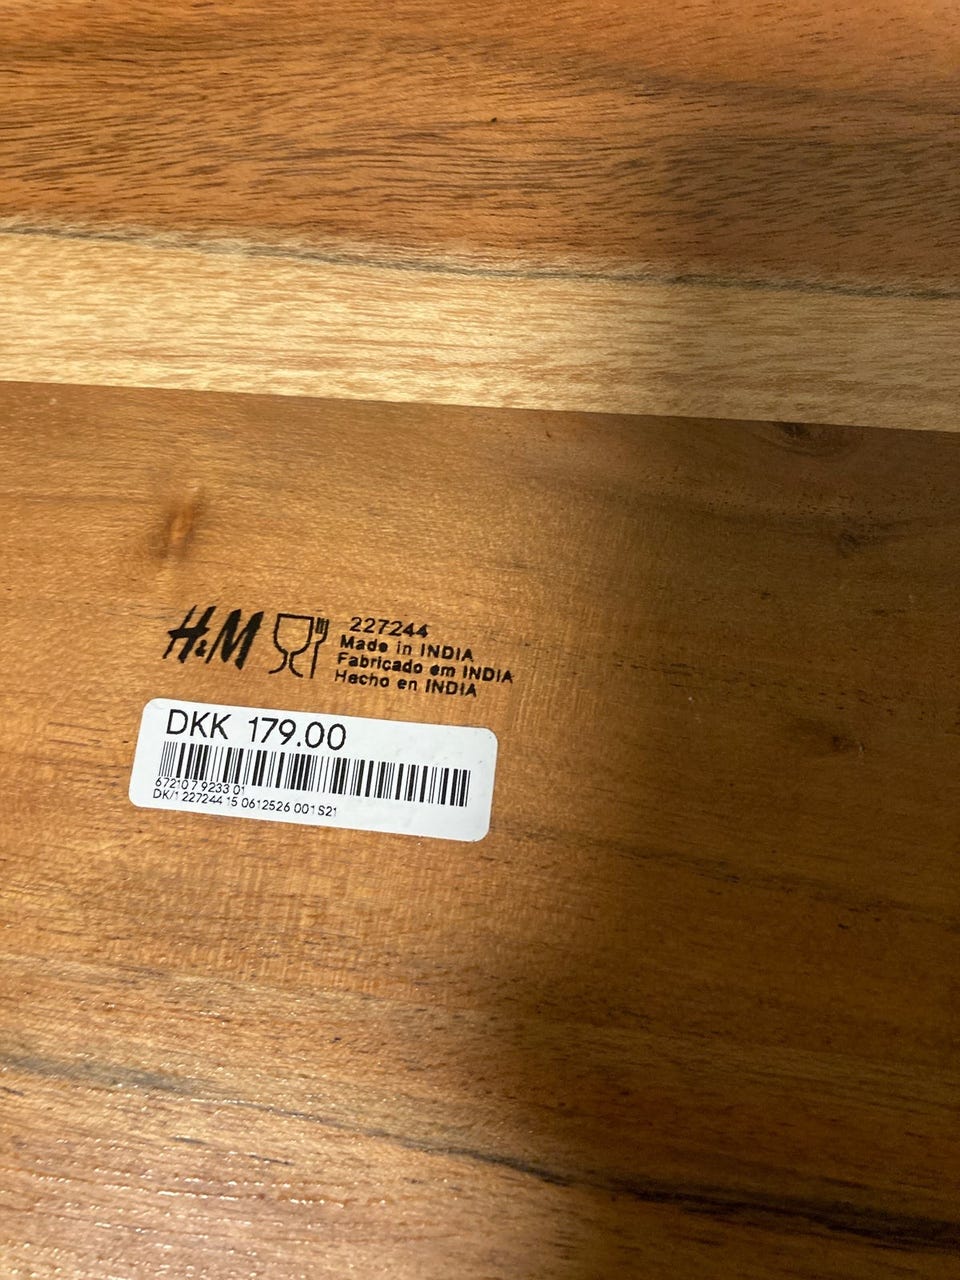 H&M
227244
Made in INDIA
Fabricado em INDIA
Hecho en INDIA
DKK 179.00
67210 7 9233 01
DK/1 227244 15 0612526 001 S21